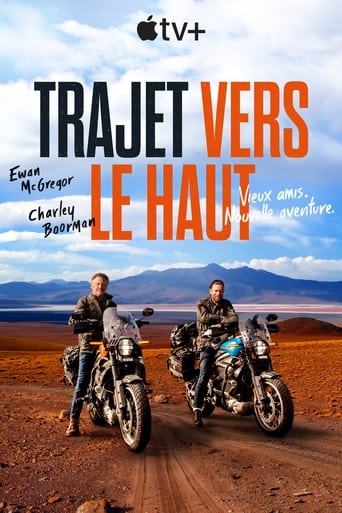 tv+
TRAJET VERS
LE HAUT
Ewan
McGregor
Charley
Boorman
Vieux amis.
Nouvelle aventure.